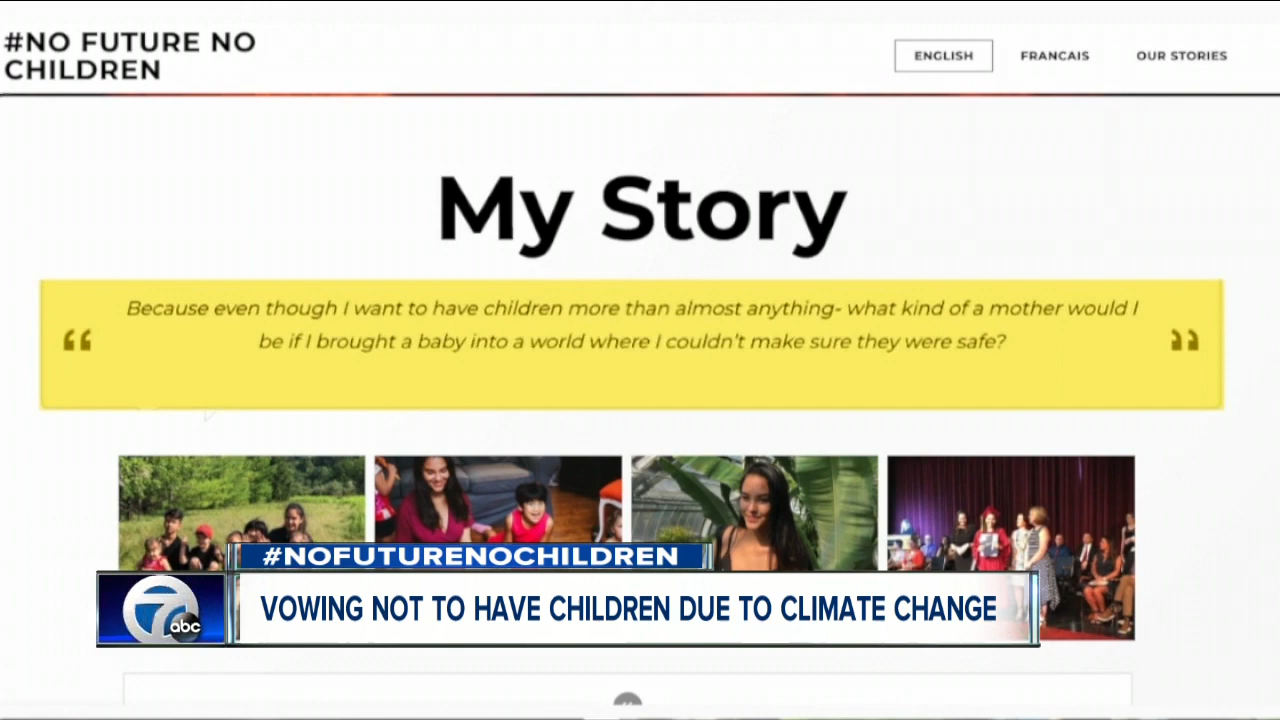 #NO FUTURE NO
CHILDREN
ENGLISH
FRANCAIS
OUR STORIES
My Story
“
Because even though I want to have children more than almost anything- what kind of a mother would I
be if I brought a baby into a world where I couldn't make sure they were safe?
”
#NOFUTURENOCHILDREN
7 abc
VOWING NOT TO HAVE CHILDREN DUE TO CLIMATE CHANGE